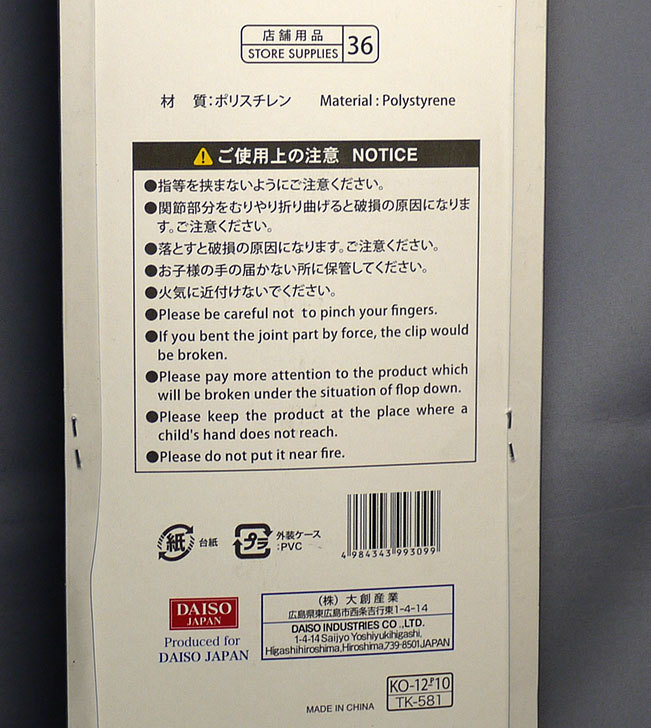 店舗用品
STORE SUPPLIES 36
材 質:ポリスチレン Material : Polystyrene
ご使用上の注意 NOTICE
●指等を挟まないようにご注意ください。
●関節部分をむりやり折り曲げると破損の原因になりま
す。ご注意ください。
●落とすと破損の原因になります。ご注意ください。
●お子様の手の届かない所に保管してください。
●火気に近付けないでください。
●Please be careful not to pinch your fingers.
●If you bent the joint part by force, the clip would
be broken.
●Please pay more attention to the product which
will be broken under the situation of flop down.
●Please keep the product at the place where a
child's hand does not reach.
●Please do not put it near fire.
紙 台紙 プラ 外装ケース
:PVC
4 984343 993099
DAISO
JAPAN
Produced for
DAISO JAPAN
(株)大創産業
広島県東広島市西条吉行東1-4-14
DAISO INDUSTRIES CO .,LTD.
1-4-14 Saijyo Yoshiyukihigashi,
Higashihiroshima,Hiroshima,739-8501JAPAN
MADE IN CHINA
KO-12-P10
TK-581